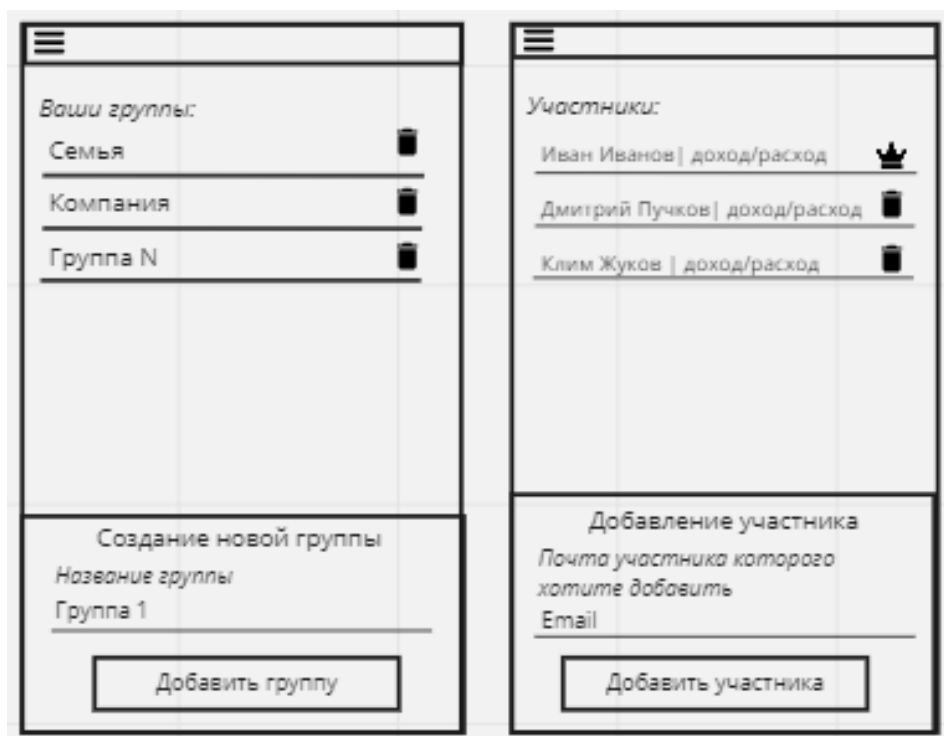 Ваши группы:
Семья
Компания
Группа N
Создание новой группы
Название группы
Группа 1
Добавить группу
Участники:
Иван Иванов| доход/расход
Дмитрий Пучков| доход/расход
Клим Жуков | доход/расход
Добавление участника
Почта участника которого
хотите добавить
Email
Добавить участника